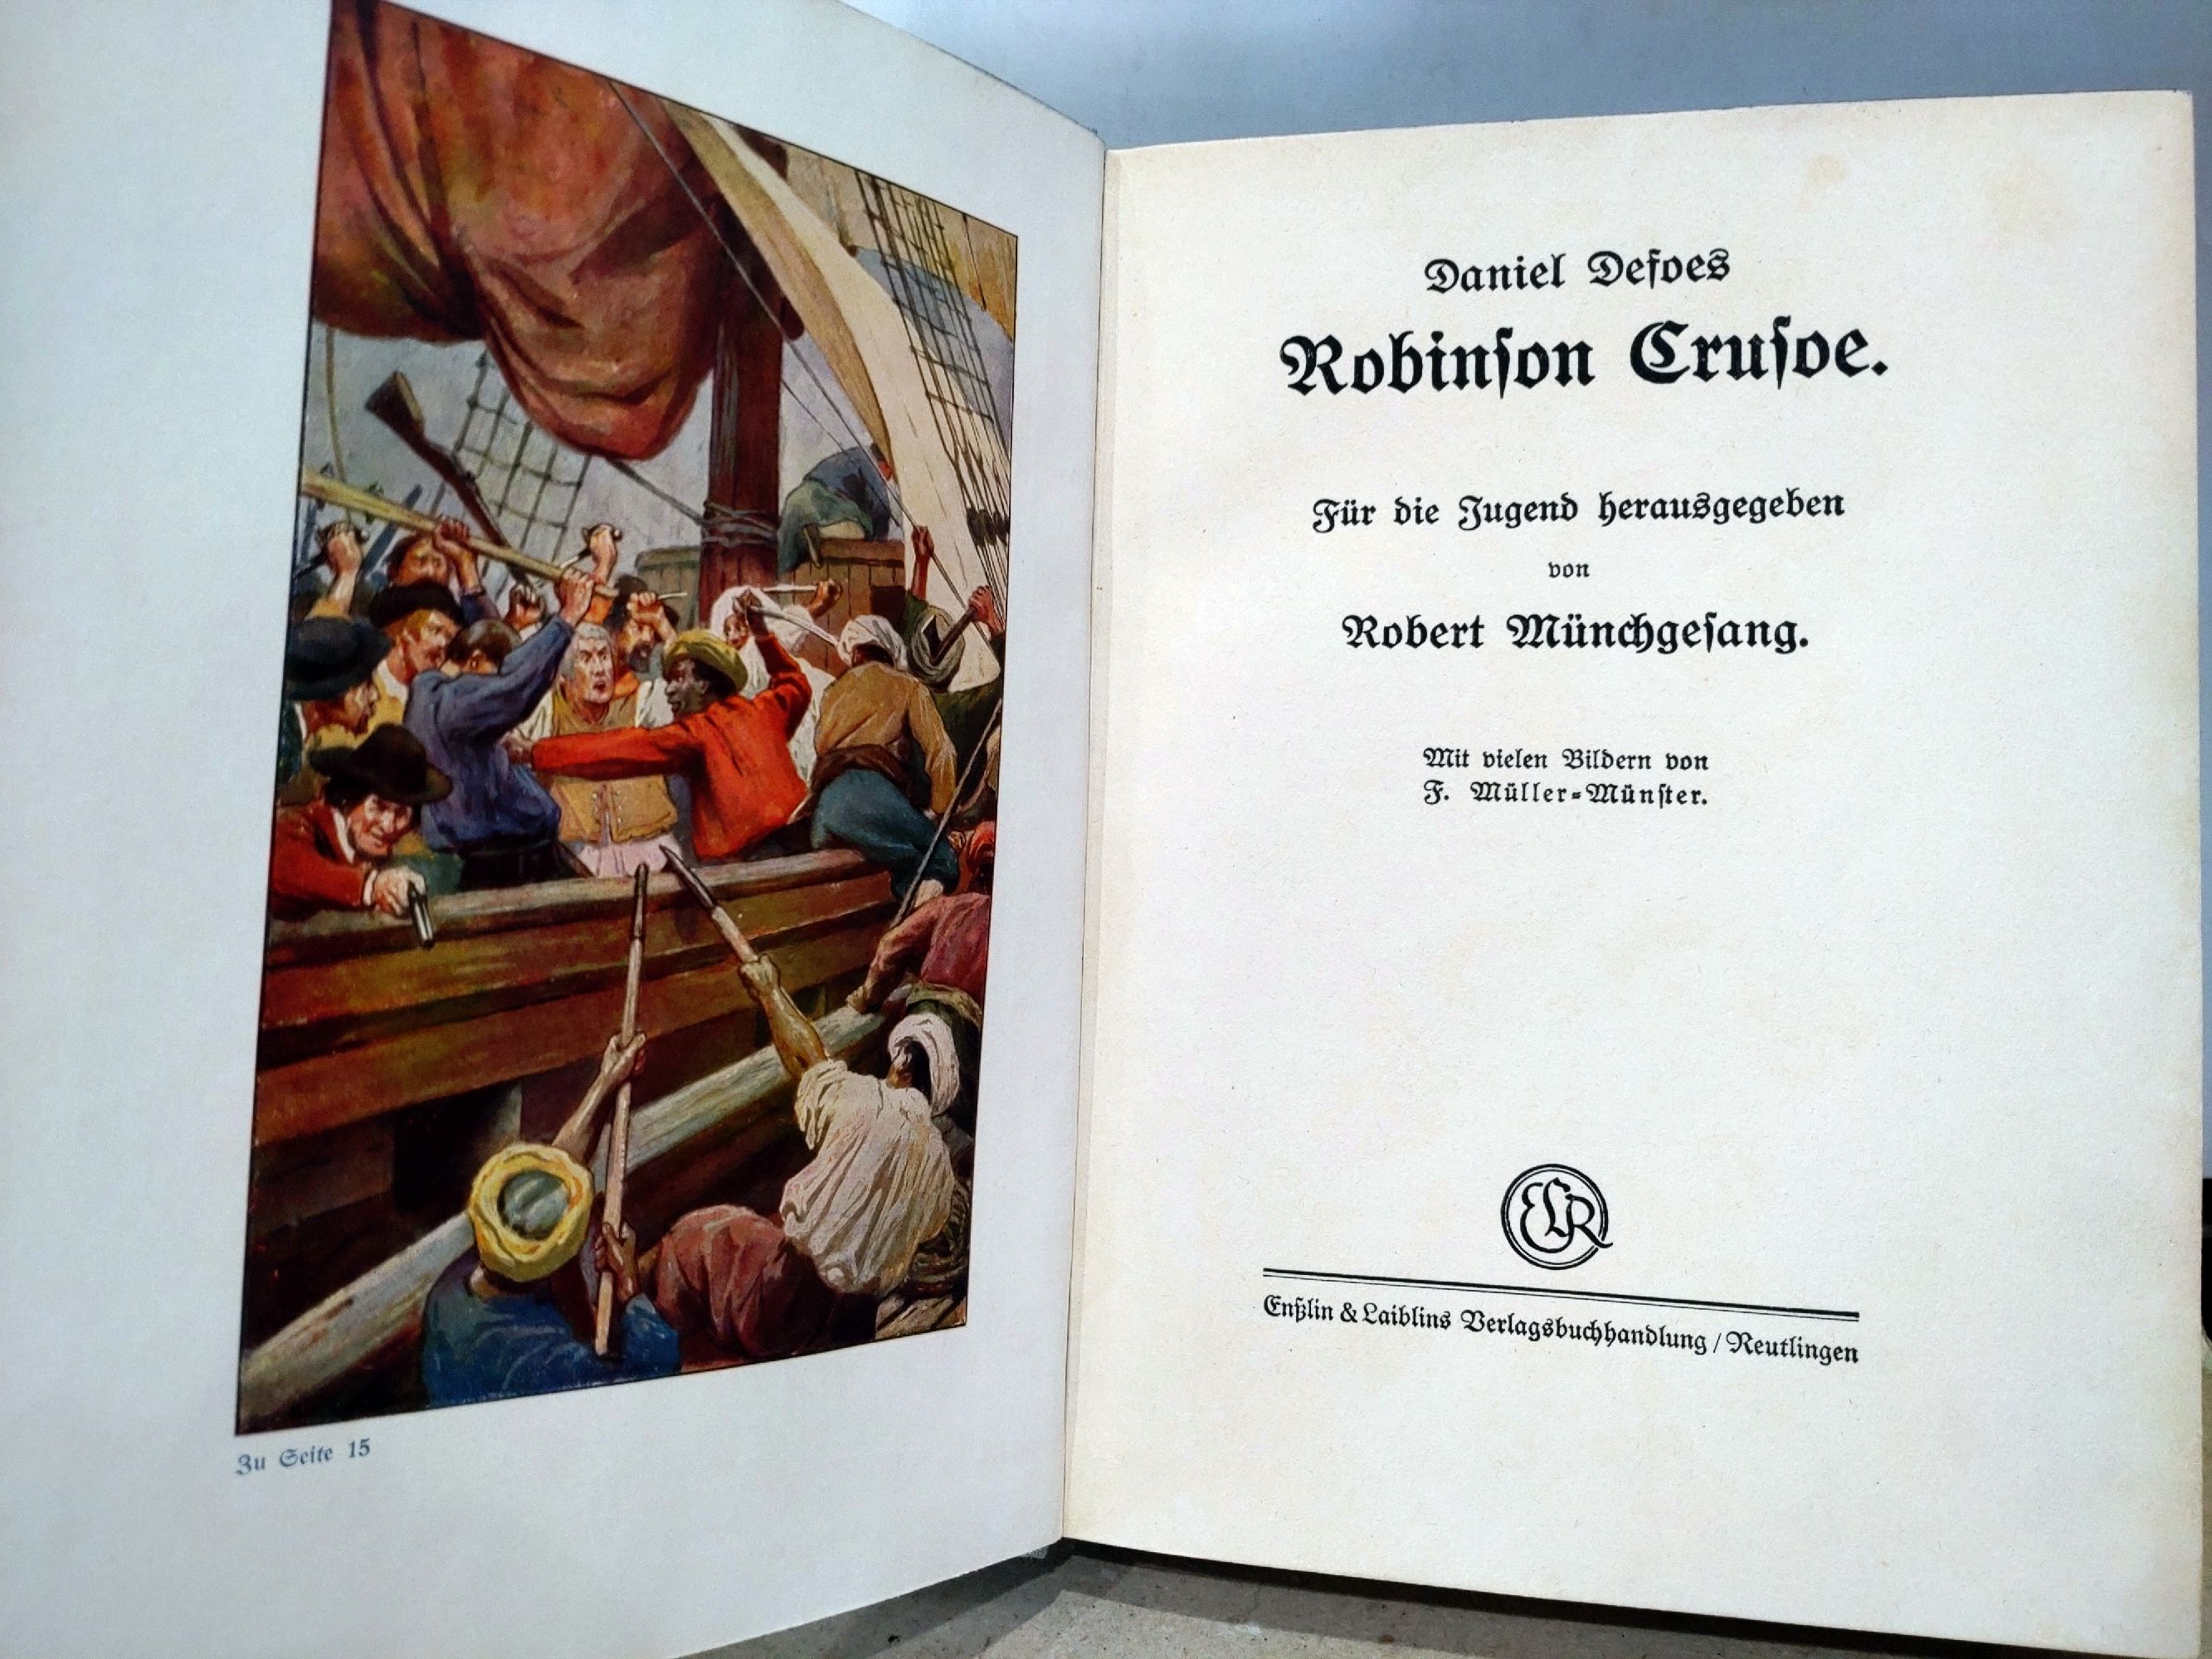 Zu Seite 15
Daniel Defoes
Robinſon Cruſoe.
Für die Jugend herausgegeben
von
Robert Münchgeſang.
Mit vielen Bildern von
F. Müller=Münſter.
ELR
Enßlin & Laiblins Verlagsbuchhandlung / Reutlingen